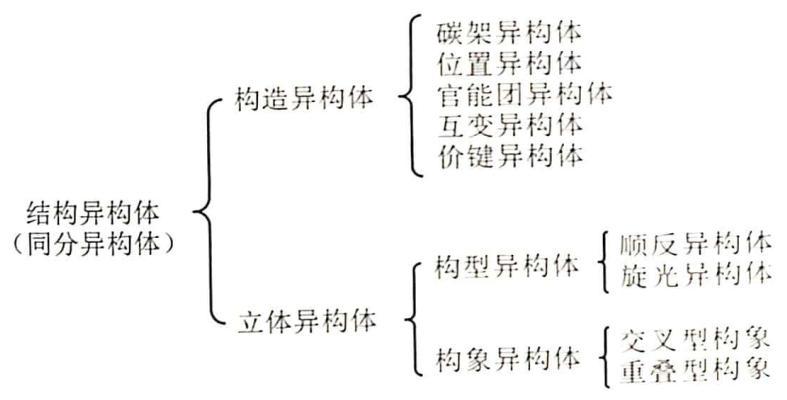 碳架异构体
位置异构体
构造异构体
官能团异构体
互变异构体
价键异构体
结构异构体
(同分异构体)
构型异构体
顺反异构体
旋光异构体
立体异构体
构象异构体
交叉型构象
重叠型构象